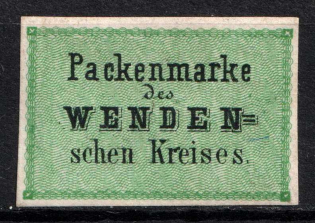 Packenmarke
des
WENDEN=
schen Kreises.